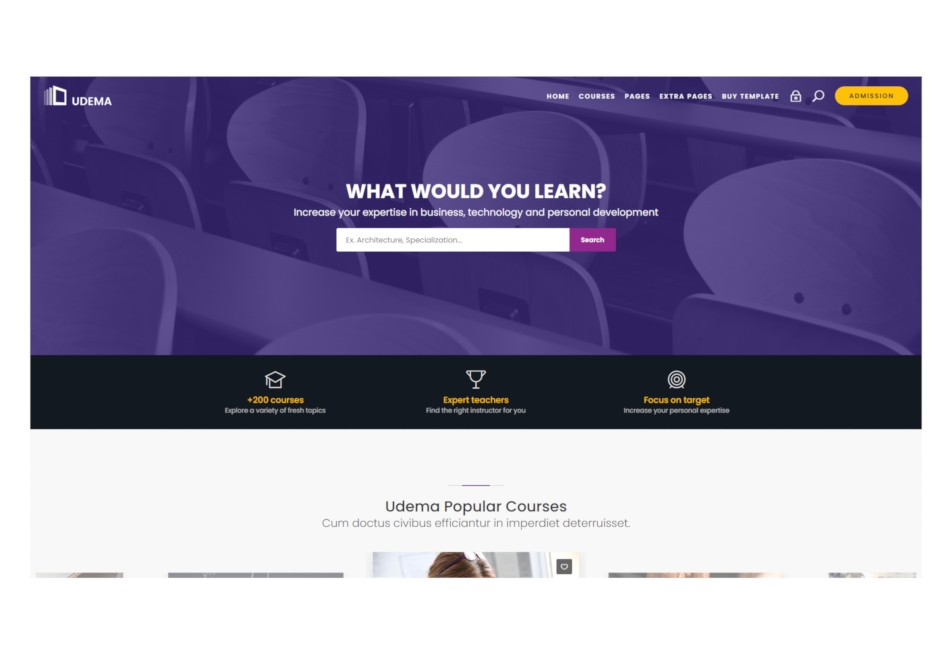 UDEMA
HOME COURSES PAGES EXTRA PAGES BUY TEMPLATE ADMISSION
WHAT WOULD YOU LEARN?
Increase your expertise in business, technology and personal development
Ex. Architecture, Specialization... Search
+200 courses
Explore a variety of fresh topics
Expert teachers
Find the right instructor for you
Focus on target
Increase your personal expertise
Udema Popular Courses
Cum doctus civibus efficiantur in imperdiet deterruisset.